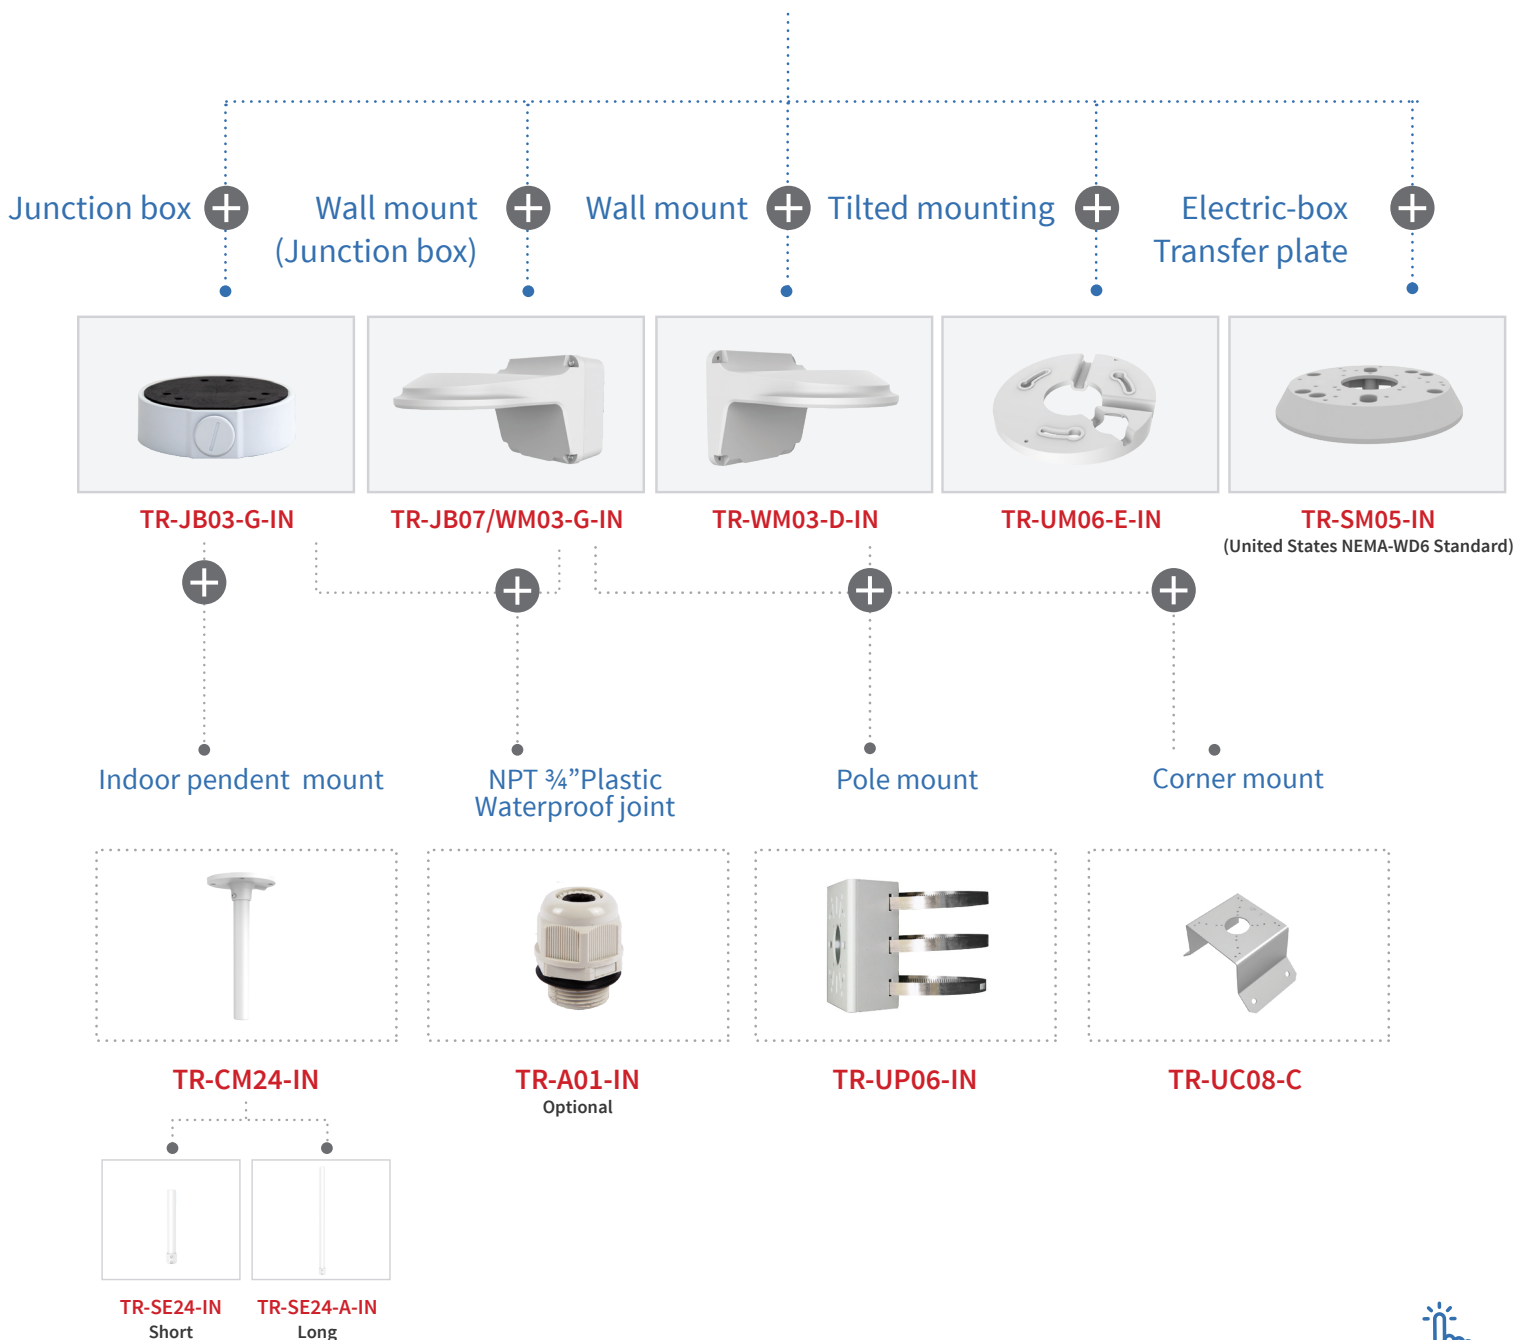 Junction box
Wall mount
(Junction box)
Wall mount
Tilted mounting
Electric-box
Transfer plate
TR-JB03-G-IN
TR-JB07/WM03-G-IN
TR-WM03-D-IN
TR-UM06-E-IN
TR-SM05-IN
(United States NEMA-WD6 Standard)
Indoor pendent  mount
NPT ¾”Plastic
Waterproof joint
Pole mount
Corner mount
TR-CM24-IN
TR-A01-IN
Optional
TR-UP06-IN
TR-UC08-C
TR-SE24-IN
Short
TR-SE24-A-IN
Long